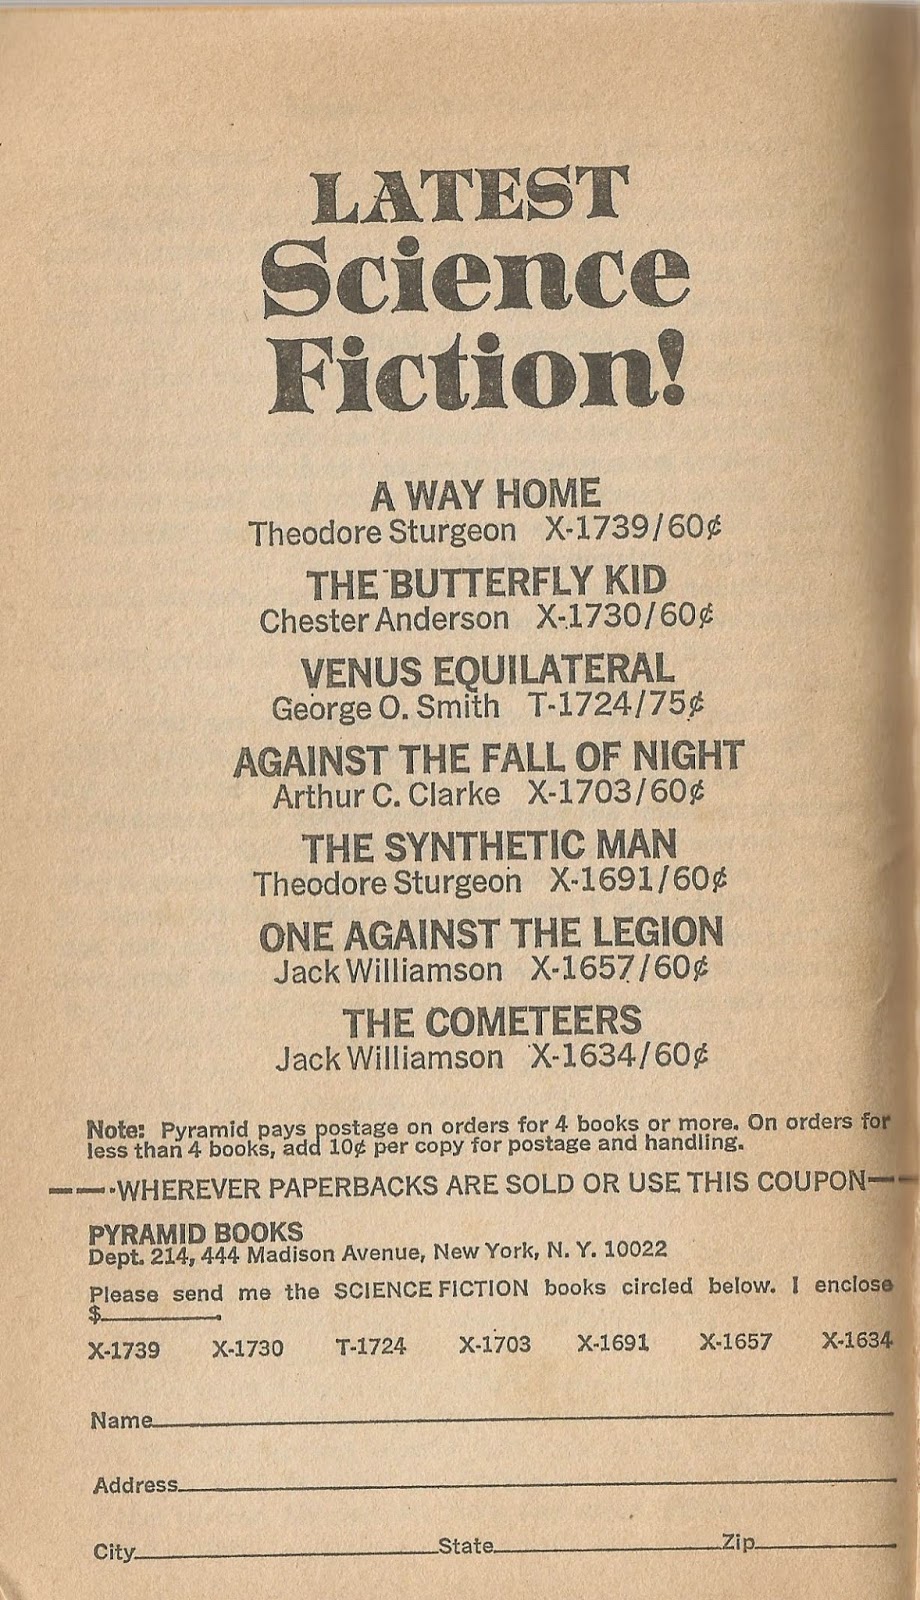 LATEST
Science
Fiction!
A WAY HOME
Theodore Sturgeon X-1739/60¢
THE BUTTERFLY KID
Chester Anderson X-1730/60¢
VENUS EQUILATERAL
George O. Smith T-1724/75¢
AGAINST THE FALL OF NIGHT
Arthur C. Clarke X-1703/60¢
THE SYNTHETIC MAN
Theodore Sturgeon X-1691/60¢
ONE AGAINST THE LEGION
Jack Williamson X-1657/60¢
THE COMETEERS
Jack Williamson X-1634/60¢
Note: Pyramid pays postage on orders for 4 books or more. On orders for
less than 4 books, add 10¢ per copy for postage and handling.
WHEREVER PAPERBACKS ARE SOLD OR USE THIS COUPON
PYRAMID BOOKS
Dept. 214, 444 Madison Avenue, New York, N. Y. 10022
Please send me the SCIENCE FICTION books circled below. I enclose
$
X-1739 X-1730 T-1724 X-1703 X-1691 X-1657 X-1634
Name
Address
City State Zip